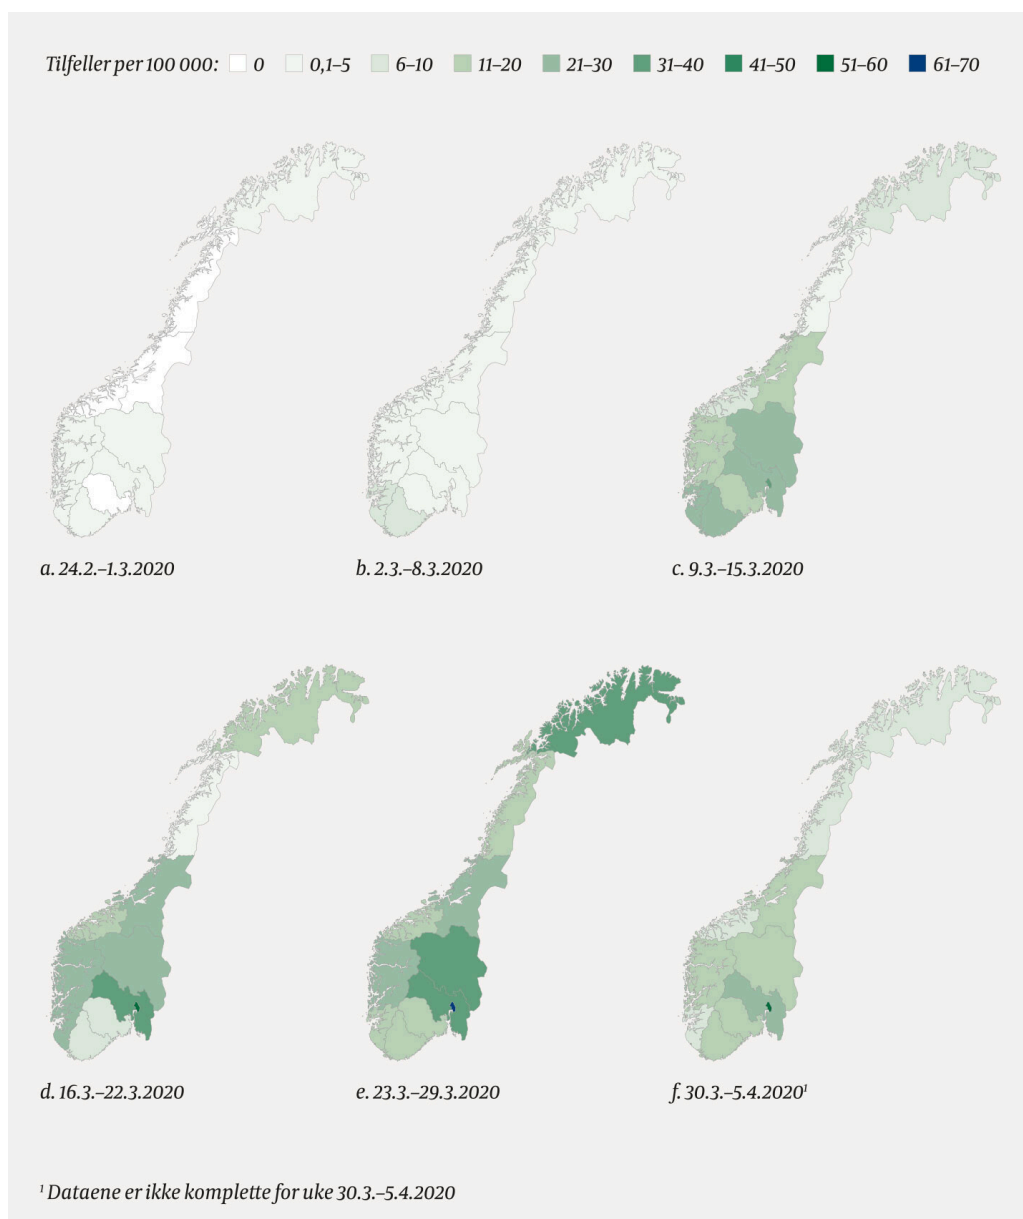 Tilfeller per 100 000: 0 0,1–5 6–10 11–20 21–30 31–40 41–50 51–60 61–70
a. 24.2.–1.3.2020 b. 2.3.–8.3.2020 c. 9.3.–15.3.2020
d. 16.3.–22.3.2020 e. 23.3.–29.3.2020 f. 30.3.–5.4.2020¹
¹ Dataene er ikke komplette for uke 30.3.–5.4.2020